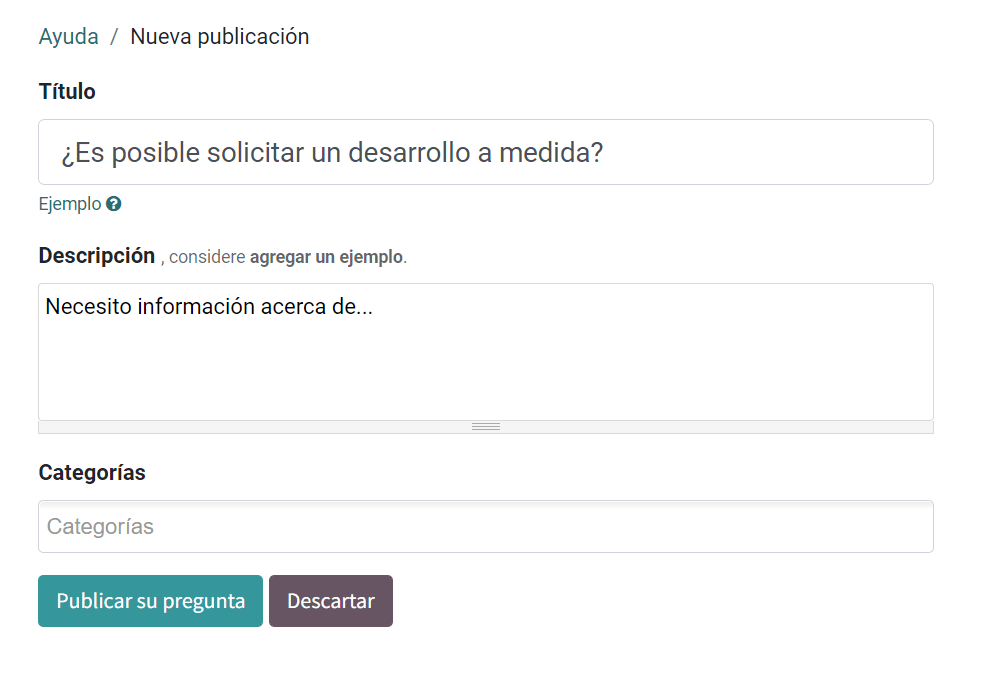 Ayuda / Nueva publicación
Título
¿Es posible solicitar un desarrollo a medida?
Ejemplo ?
Descripción , considere agregar un ejemplo.
Necesito información acerca de...
Categorías
Categorías
Publicar su pregunta Descartar